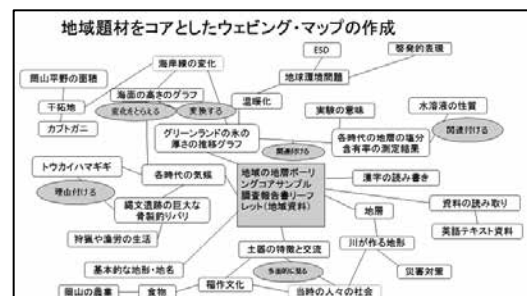 地域題材をコアとしたウェビング・マップの作成
ESD
啓発的表現
海岸線の変化
地球環境問題
岡山平野の面積
海面の高さのグラフ
温暖化
実験の意味
水溶液の性質
干拓地
変化をとらえる
変換する
関連付ける
カブトガニ
グリーンランドの氷の
厚さの推移グラフ
各時代の地層の塩分
含有率の測定結果
関連付ける
トウカイハマギギ
各時代の気候
地域の地層ボーリン
グコアサンプル
調査報告書リーフ
レット(地域資料)
漢字の読み書き
理由付ける
縄文遺跡の巨大な
骨製釣りバリ
地層
資料の読み取り
英語テキスト資料
狩猟や漁労の生活
土器の特徴と交流
川が作る地形
基本的な地形・地名
多面的に見る
災害対策
岡山の農業
食物
稲作文化
当時の人々の社会